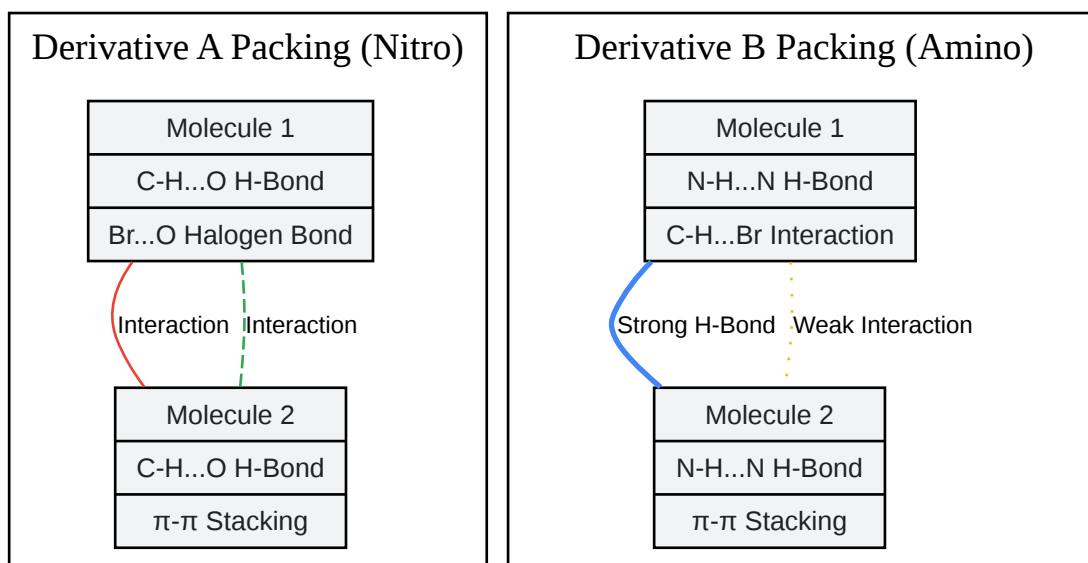 Derivative A Packing (Nitro)
Molecule 1
C-H...O H-Bond
Br...O Halogen Bond
Interaction
Interaction
Molecule 2
C-H...O H-Bond
π-π Stacking
Derivative B Packing (Amino)
Molecule 1
N-H...N H-Bond
C-H...Br Interaction
Strong H-Bond
Weak Interaction
Molecule 2
N-H...N H-Bond
π-π Stacking